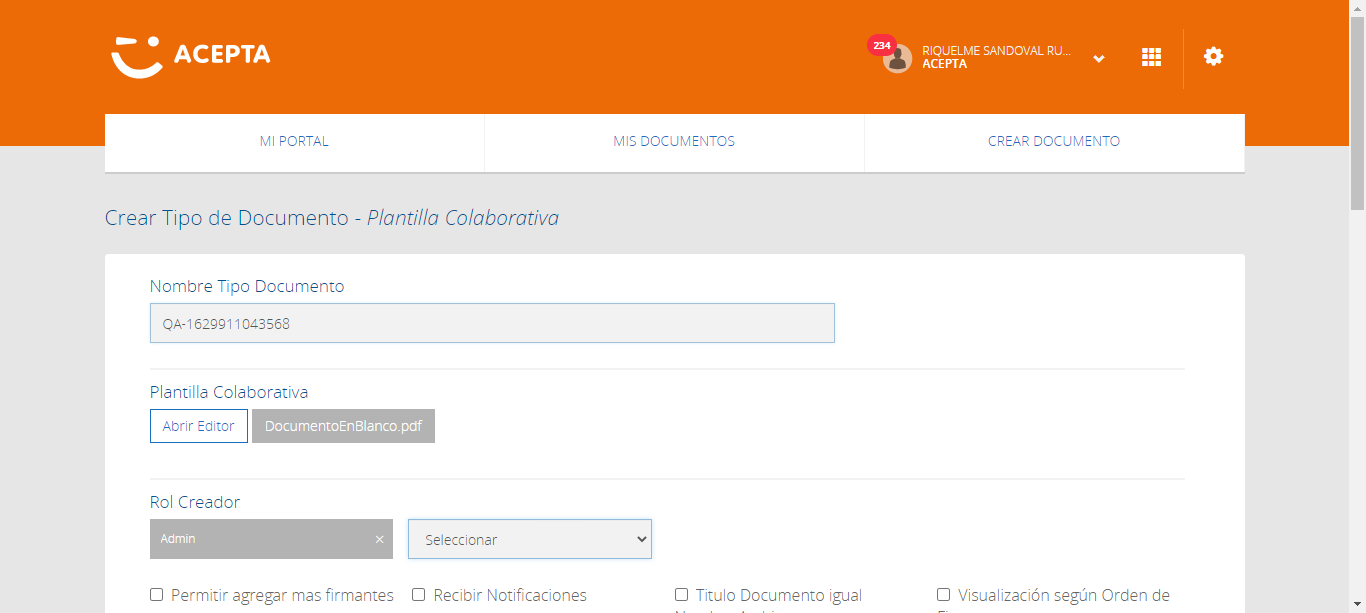 ACEPTA
234
RIQUELME SANDOVAL RU...
ACEPTA
MI PORTAL
MIS DOCUMENTOS
CREAR DOCUMENTO
Crear Tipo de Documento - Plantilla Colaborativa
Nombre Tipo Documento
QA-1629911043568
Plantilla Colaborativa
Abrir Editor
DocumentoEnBlanco.pdf
Rol Creador
Admin ×
Seleccionar
Permitir agregar mas firmantes
Recibir Notificaciones
Titulo Documento igual
Visualización según Orden de